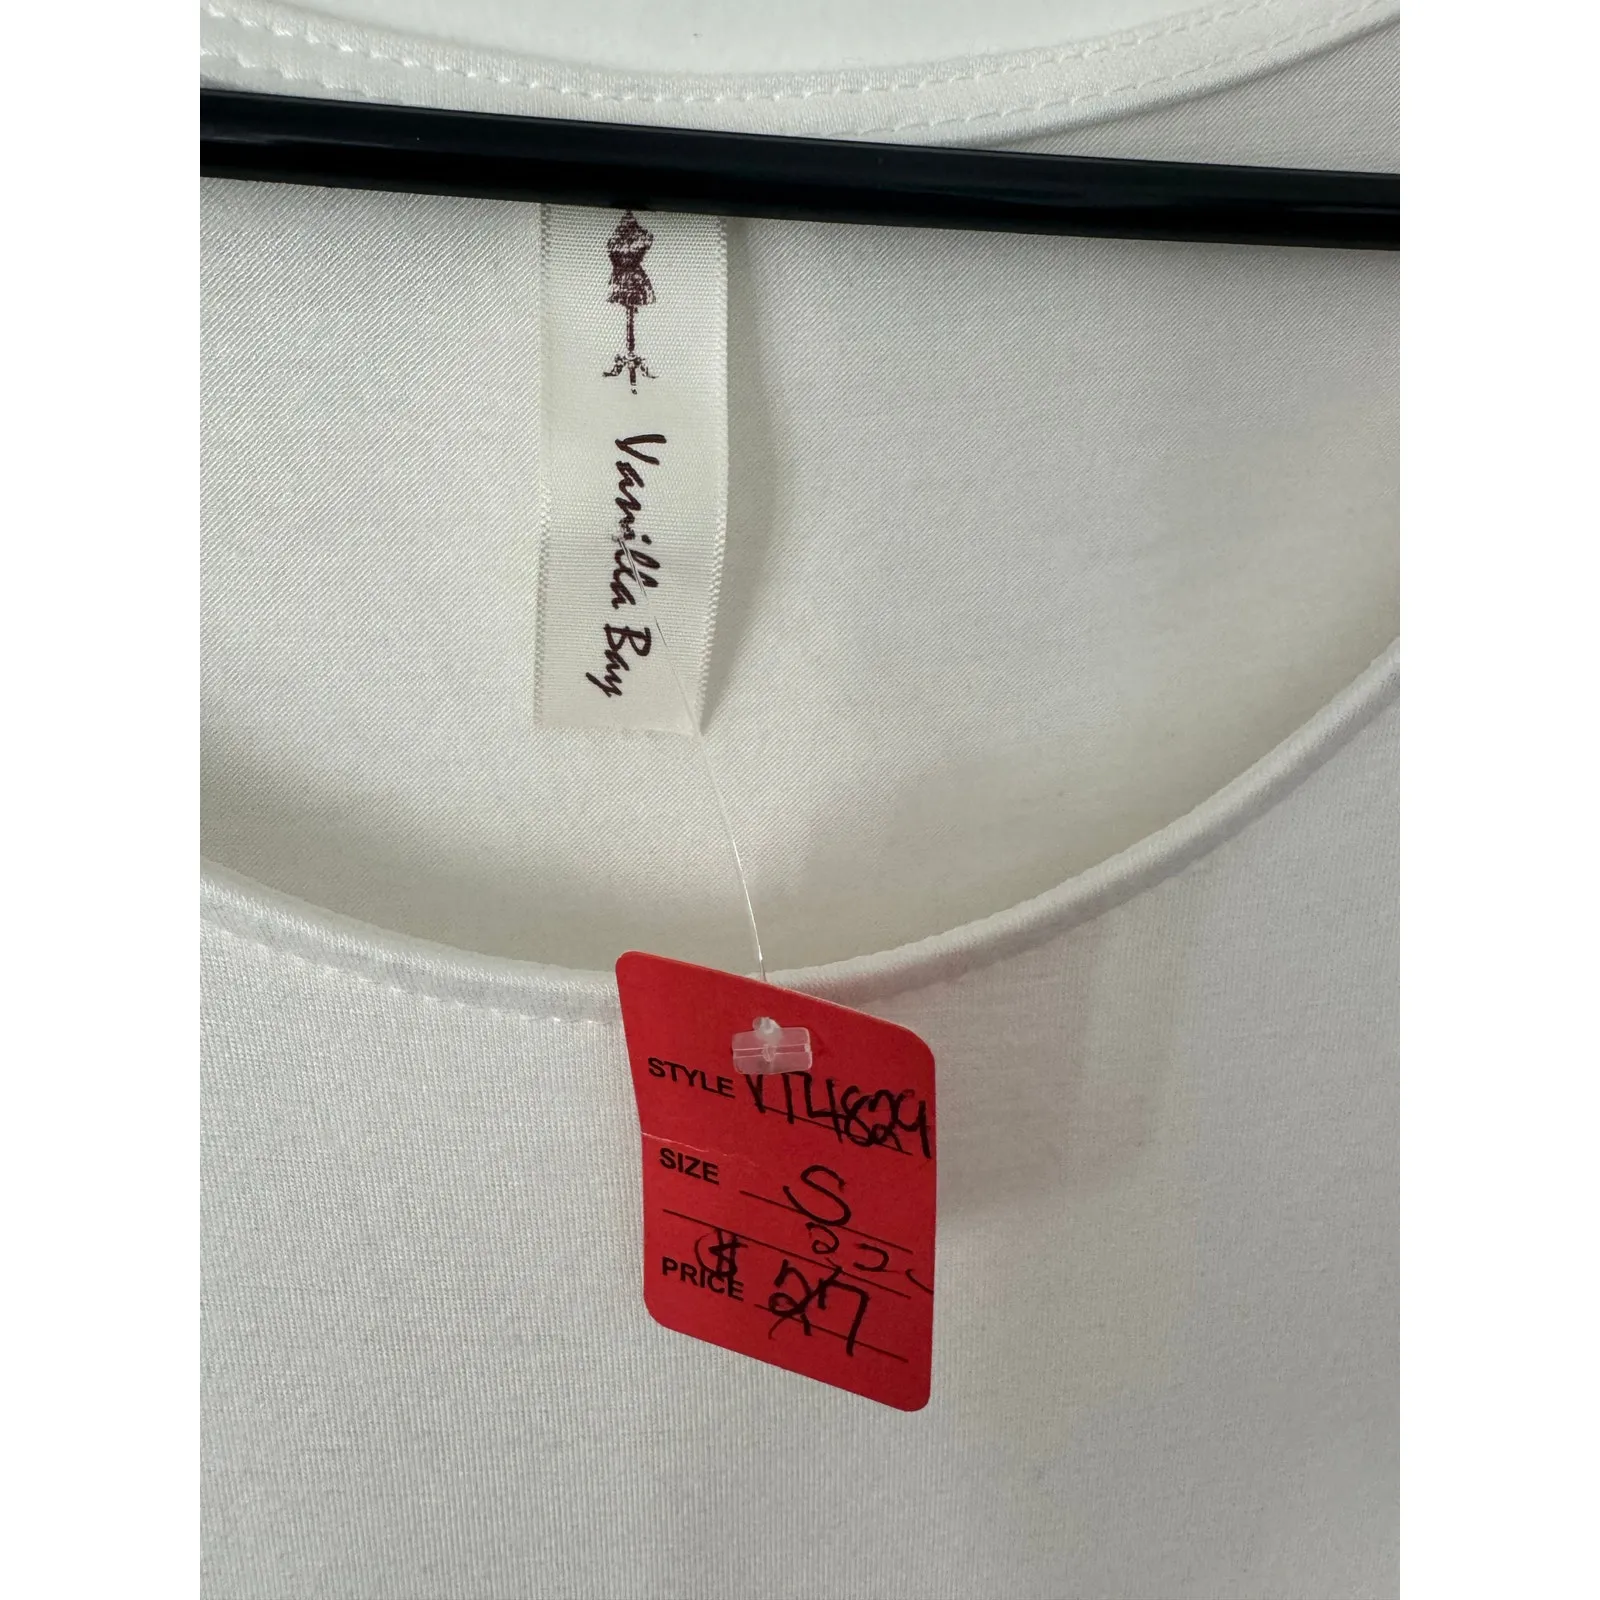 Vanilla Bay
STYLE VT4829
SIZE S
PRICE $ 27